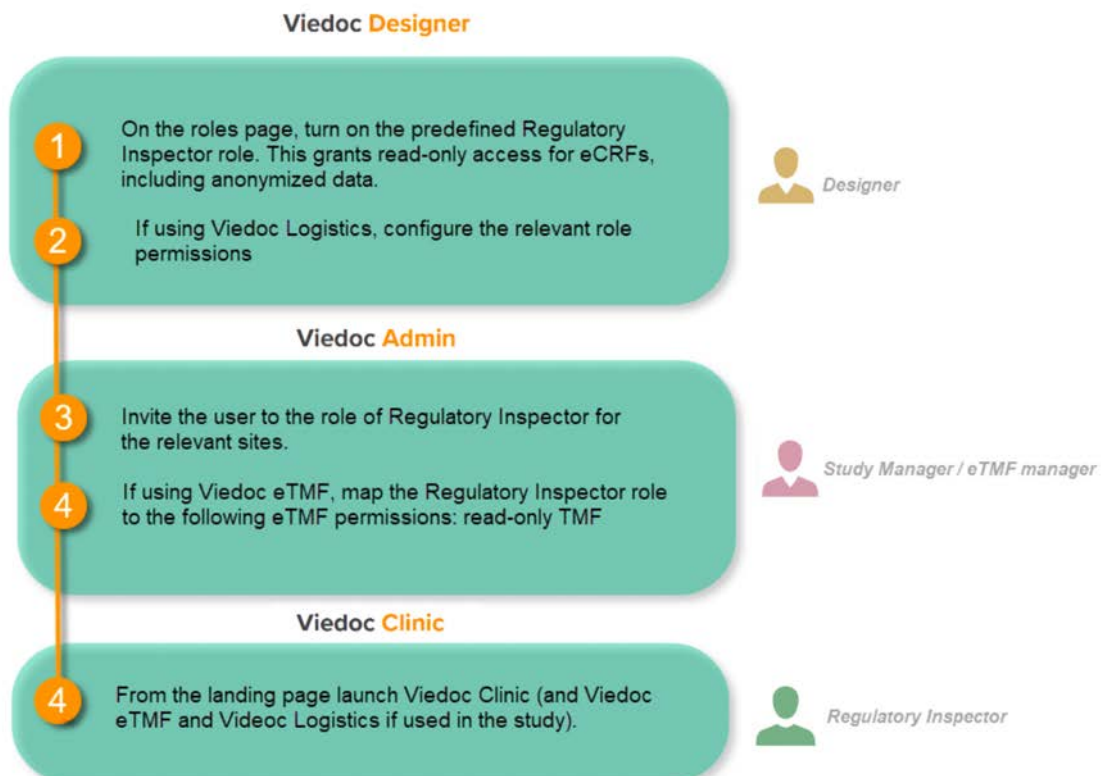 Viedoc Designer
1
On the roles page, turn on the predefined Regulatory
Inspector role. This grants read-only access for eCRFs,
including anonymized data.
2
If using Viedoc Logistics, configure the relevant role
permissions
Designer
Viedoc Admin
3
Invite the user to the role of Regulatory Inspector for
the relevant sites.
4
If using Viedoc eTMF, map the Regulatory Inspector role
to the following eTMF permissions: read-only TMF
Study Manager / eTMF manager
Viedoc Clinic
4
From the landing page launch Viedoc Clinic (and Viedoc
eTMF and Videoc Logistics if used in the study).
Regulatory Inspector